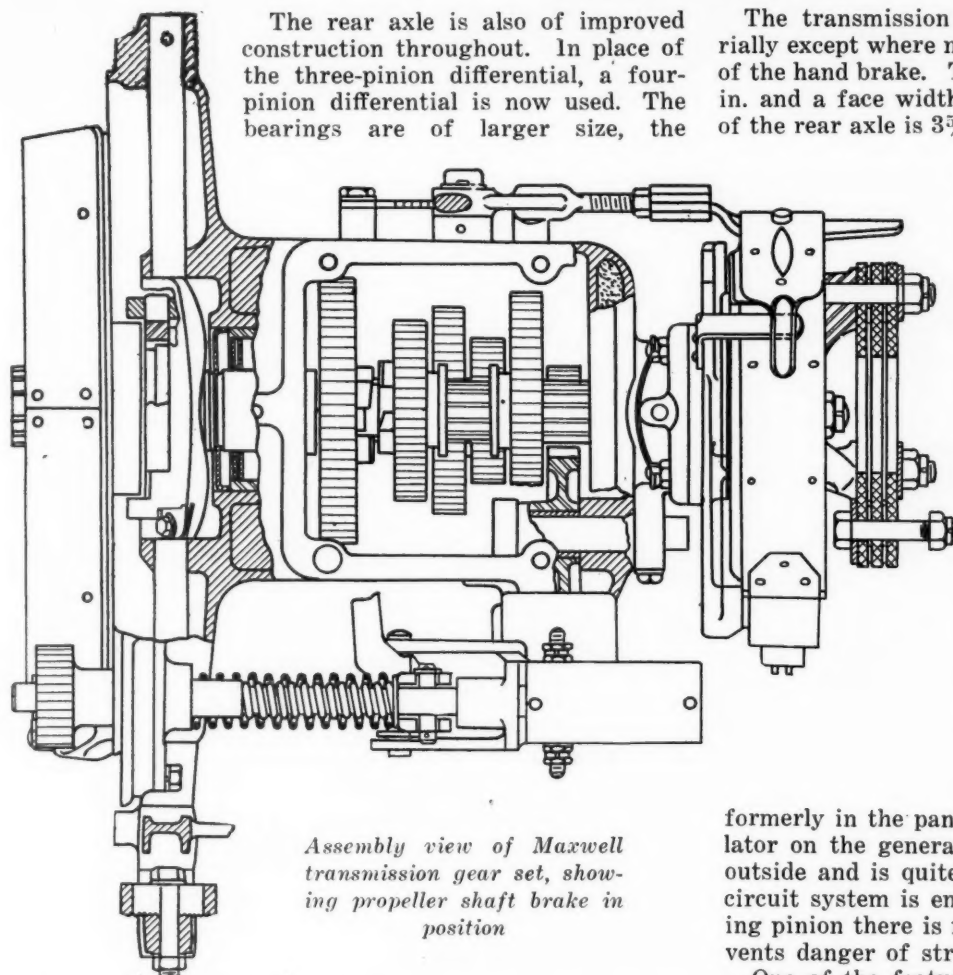 The rear axle is also of improved
construction throughout. In place of
the three-pinion differential, a four-
pinion differential is now used. The
bearings are of larger size, the
The transmission
rially except where
of the hand brake.
in. and a face width
of the rear axle is
Assembly view of Maxwell
transmission gear set, show-
ing propeller shaft brake in
position
formerly in the pan
lator on the genera
outside and is quite
circuit system is en
ing pinion there is
vents danger of str